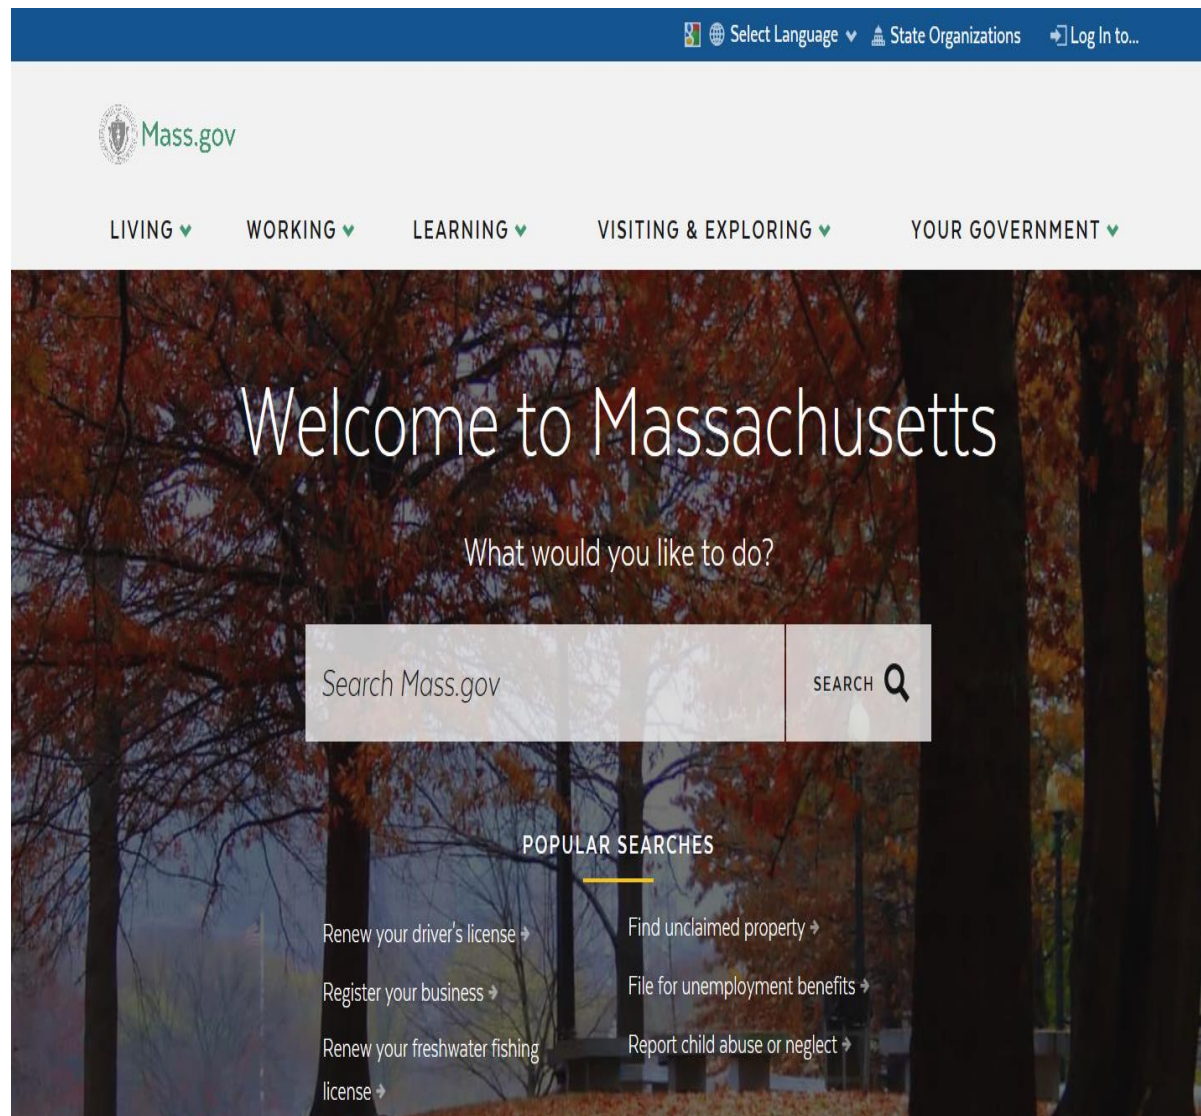 Select Language State Organizations Log In to...
Mass.gov
LIVING WORKING LEARNING VISITING & EXPLORING YOUR GOVERNMENT
Welcome to Massachusetts
What would you like to do?
Search Mass.gov SEARCH
POPULAR SEARCHES
Renew your driver's license
Register your business
Renew your freshwater fishing
license
Find unclaimed property
File for unemployment benefits
Report child abuse or neglect